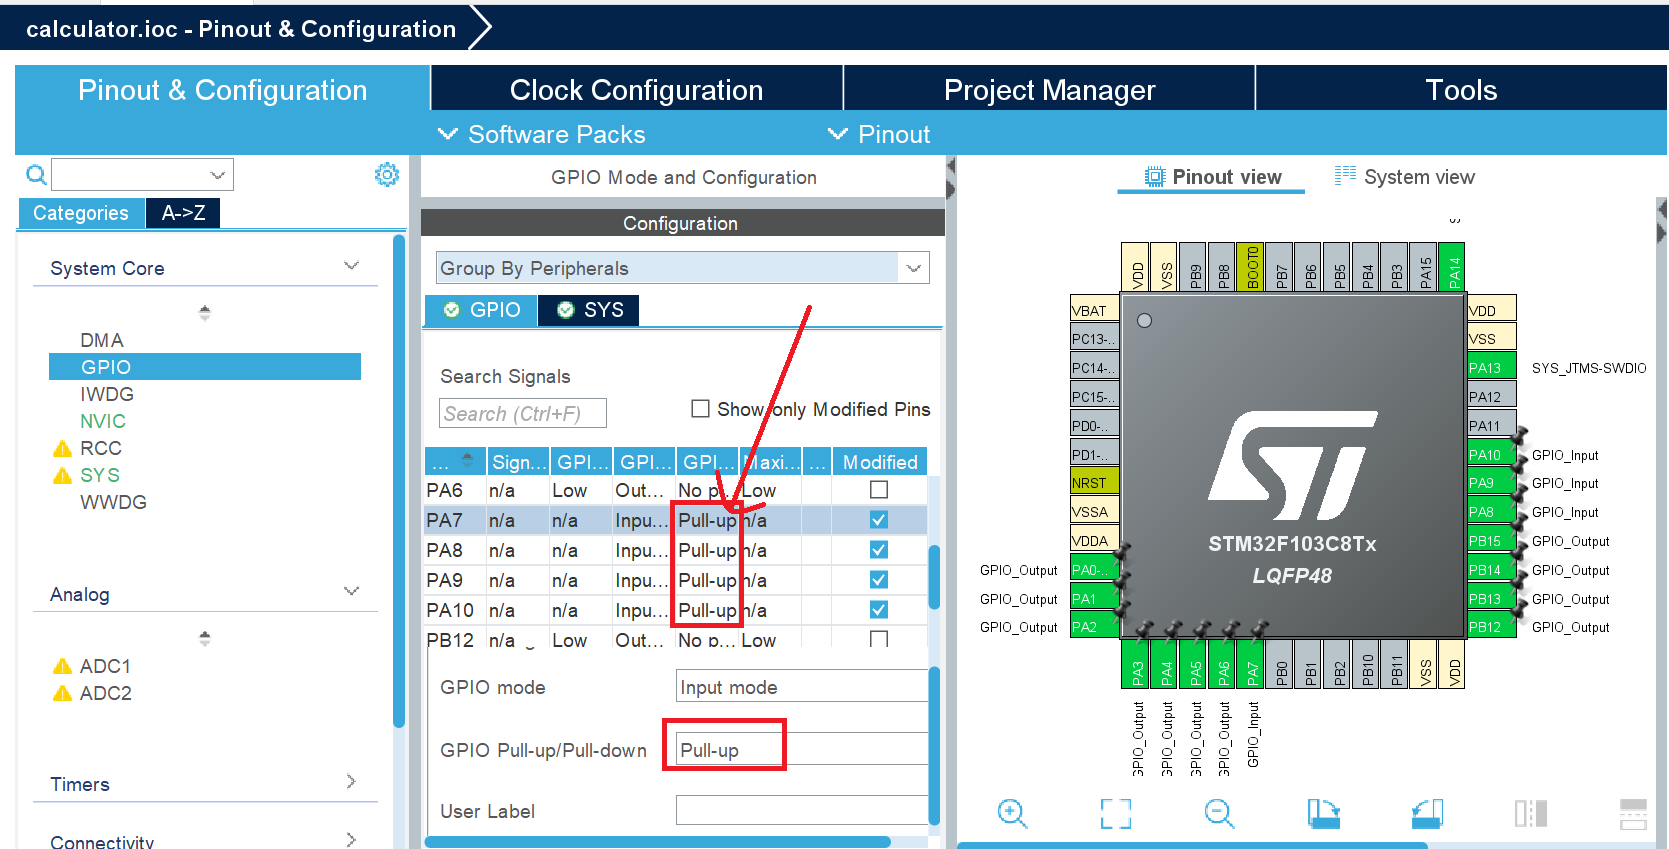 calculator.ioc - Pinout & Configuration
Pinout & Configuration
Clock Configuration
Project Manager
Tools
Software Packs
Pinout
Categories
A->Z
System Core
DMA
GPIO
IWDG
NVIC
RCC
SYS
WWDG
Analog
ADC1
ADC2
Timers
Connectivity
GPIO Mode and Configuration
Configuration
Group By Peripherals
GPIO
SYS
Search Signals
Search (Ctrl+F)
Show only Modified Pins
... Sign... GPI... GPI... GPI... Maxi... ... Modified
PA6 n/a Low Out... No p... Low
PA7 n/a n/a Inpu... Pull-up n/a
PA8 n/a n/a Inpu... Pull-up n/a
PA9 n/a n/a Inpu... Pull-up n/a
PA10 n/a n/a Inpu... Pull-up n/a
PB12 n/a Low Out... No p... Low
GPIO mode
Input mode
GPIO Pull-up/Pull-down
Pull-up
User Label
Pinout view
System view
VDD
VSS
PB9
PB8
BOOT0
PB7
PB6
PB5
PB4
PB3
PA15
PA14
VBAT
PC13-..
PC14-..
PC15-..
PD0-..
PD1-..
NRST
VSSA
VDDA
GPIO_Output PA0-..
GPIO_Output PA1
GPIO_Output PA2
ST
STM32F103C8Tx
LQFP48
VDD
VSS
PA13 SYS_JTMS-SWDIO
PA12
PA11
PA10 GPIO_Input
PA9 GPIO_Input
PA8 GPIO_Input
PB15 GPIO_Output
PB14 GPIO_Output
PB13 GPIO_Output
PB12 GPIO_Output
PA3
PA4
PA5
PA6
PA7
PB0
PB1
PB2
PB10
PB11
VSS
VDD
GPIO_Output
GPIO_Output
GPIO_Output
GPIO_Output
GPIO_Input